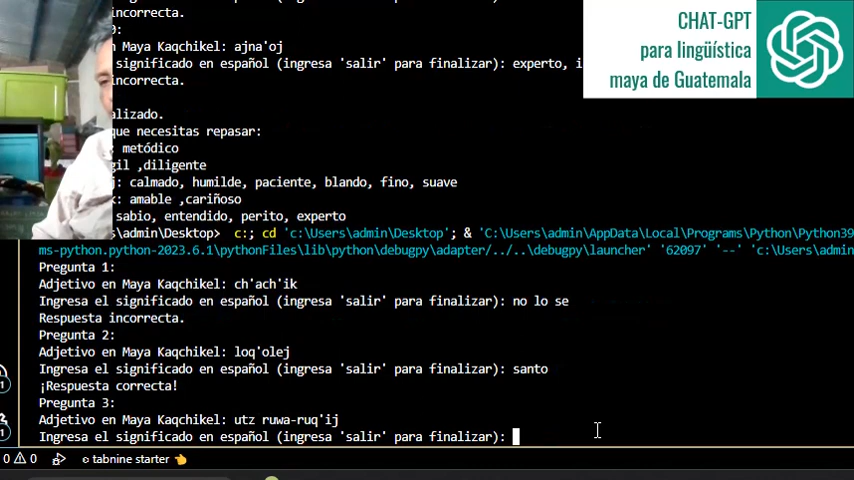 incorrecta.
0:
n Maya Kaqchikel: ajna'oj
significado en español (ingresa 'salir' para finalizar): experto, i
incorrecta.
alizado.
que necesitas repasar:
: metódico
gil ,diligente
j: calmado, humilde, paciente, blando, fino, suave
x: amable ,cariñoso
sabio, entendido, perito, experto
s\admin\Desktop> c:; cd 'c:\Users\admin\Desktop'; & 'C:\Users\admin\AppData\Local\Programs\Python\Python39
ms-python.python-2023.6.1\pythonFiles\lib\python\debugpy\adapter/../..\debugpy\launcher' '62097' '--' 'c:\Users\a
Pregunta 1:
Adjetivo en Maya Kaqchikel: ch'ach'ik
Ingresa el significado en español (ingresa 'salir' para finalizar): no lo se
Respuesta incorrecta.
Pregunta 2:
Adjetivo en Maya Kaqchikel: loq'olej
Ingresa el significado en español (ingresa 'salir' para finalizar): santo
¡Respuesta correcta!
Pregunta 3:
Adjetivo en Maya Kaqchikel: utz ruwa-ruq'ij
Ingresa el significado en español (ingresa 'salir' para finalizar):
0 0 tabnine starter
CHAT-GPT
para lingüística
maya de Guatemala